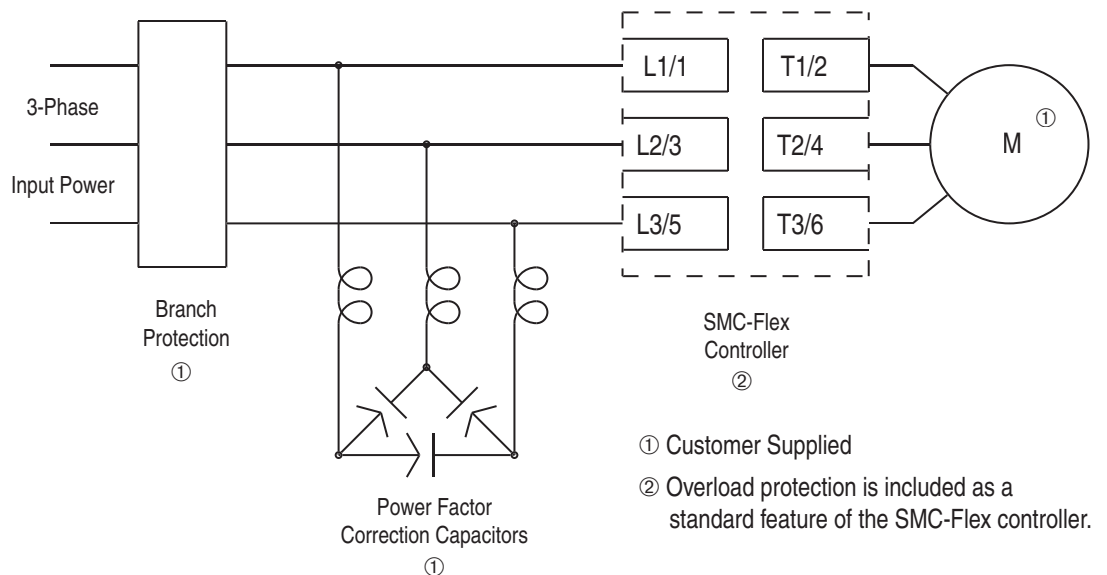 3-Phase
Input Power
Branch
Protection
①
L1/1
T1/2
L2/3
T2/4
L3/5
T3/6
M
①
SMC-Flex
Controller
②
Power Factor
Correction Capacitors
①
① Customer Supplied
② Overload protection is included as a
standard feature of the SMC-Flex controller.